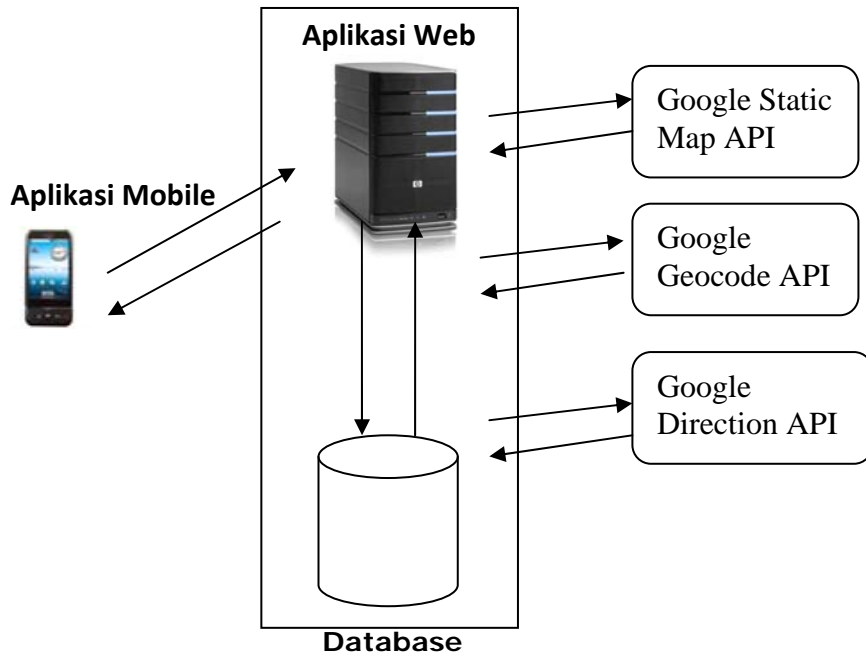 Aplikasi Web
Aplikasi Mobile
Google Static
Map API
Google
Geocode API
Google
Direction API
Database